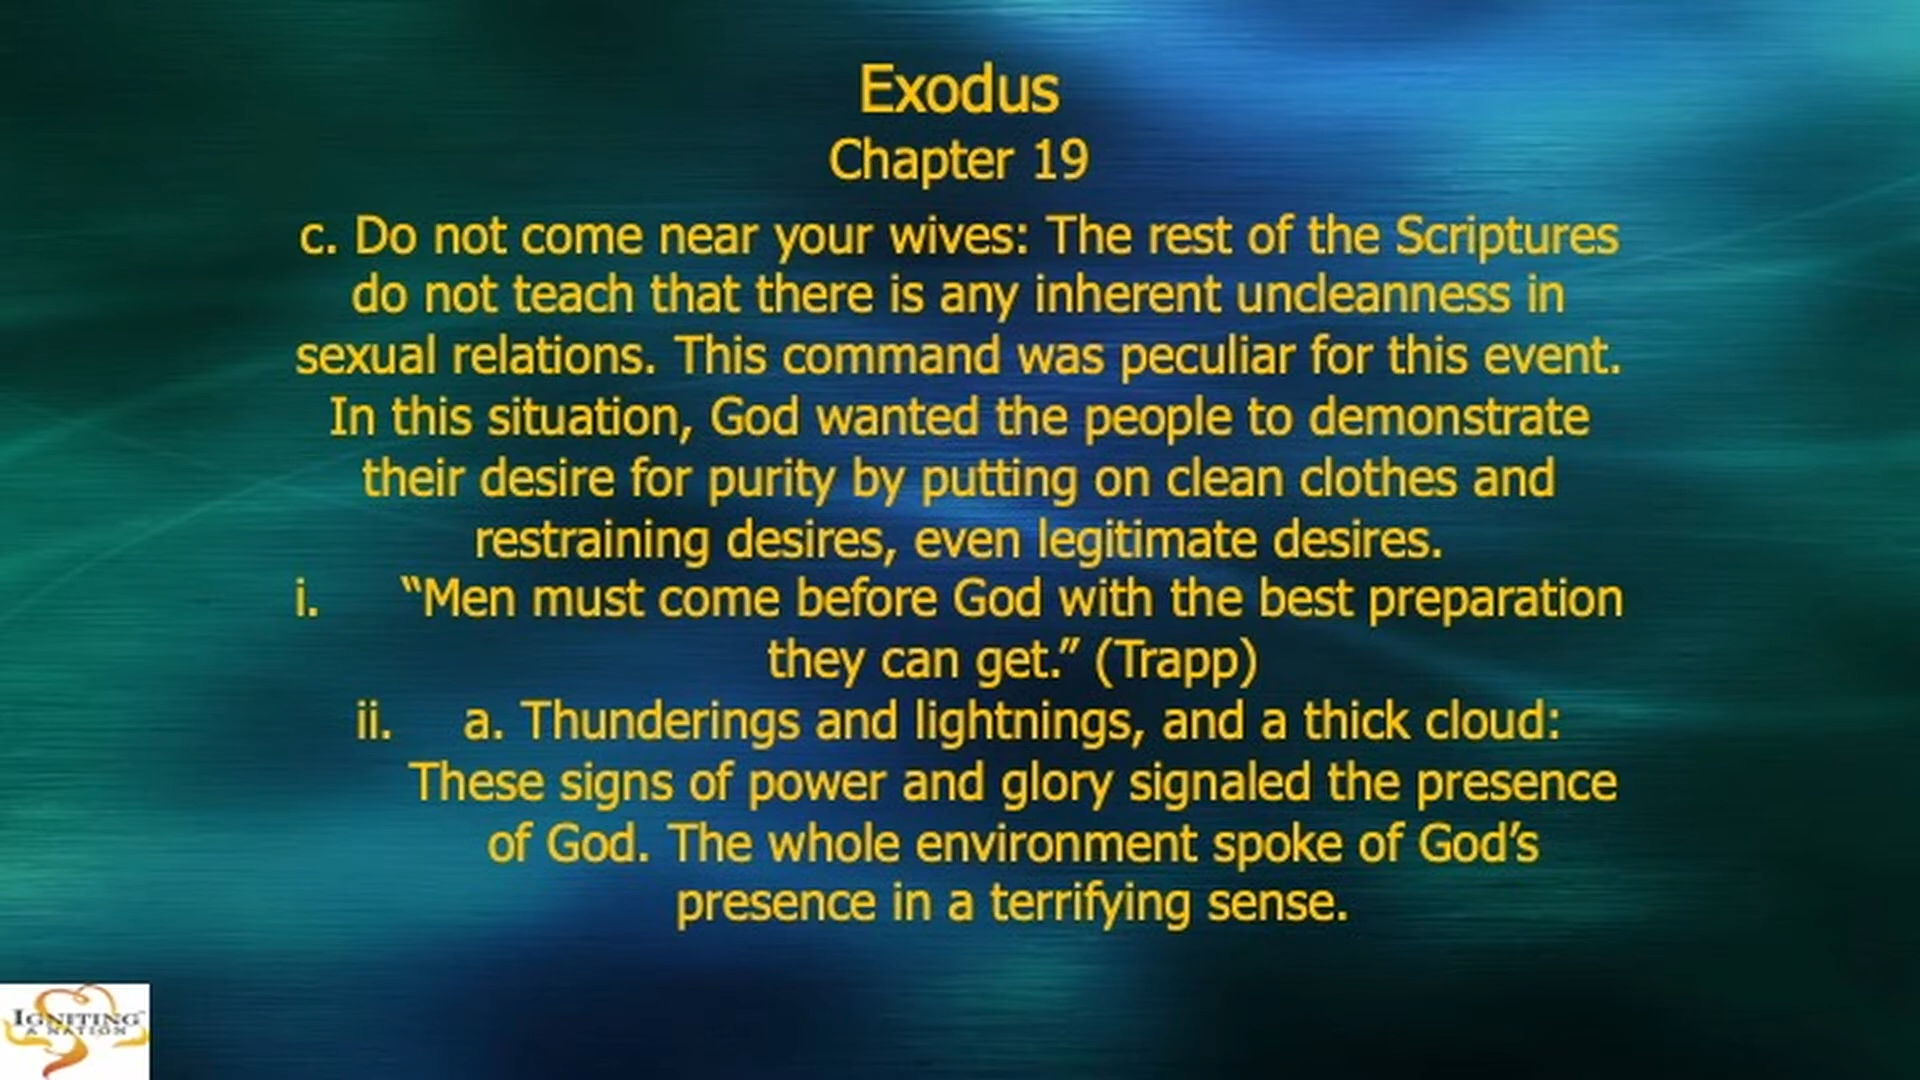 Exodus
Chapter 19
c. Do not come near your wives: The rest of the Scriptures
do not teach that there is any inherent uncleanness in
sexual relations. This command was peculiar for this event.
In this situation, God wanted the people to demonstrate
their desire for purity by putting on clean clothes and
restraining desires, even legitimate desires.
i. “Men must come before God with the best preparation
they can get.” (Trapp)
ii. a. Thunderings and lightnings, and a thick cloud:
These signs of power and glory signaled the presence
of God. The whole environment spoke of God’s
presence in a terrifying sense.
IGNITING
A NATION